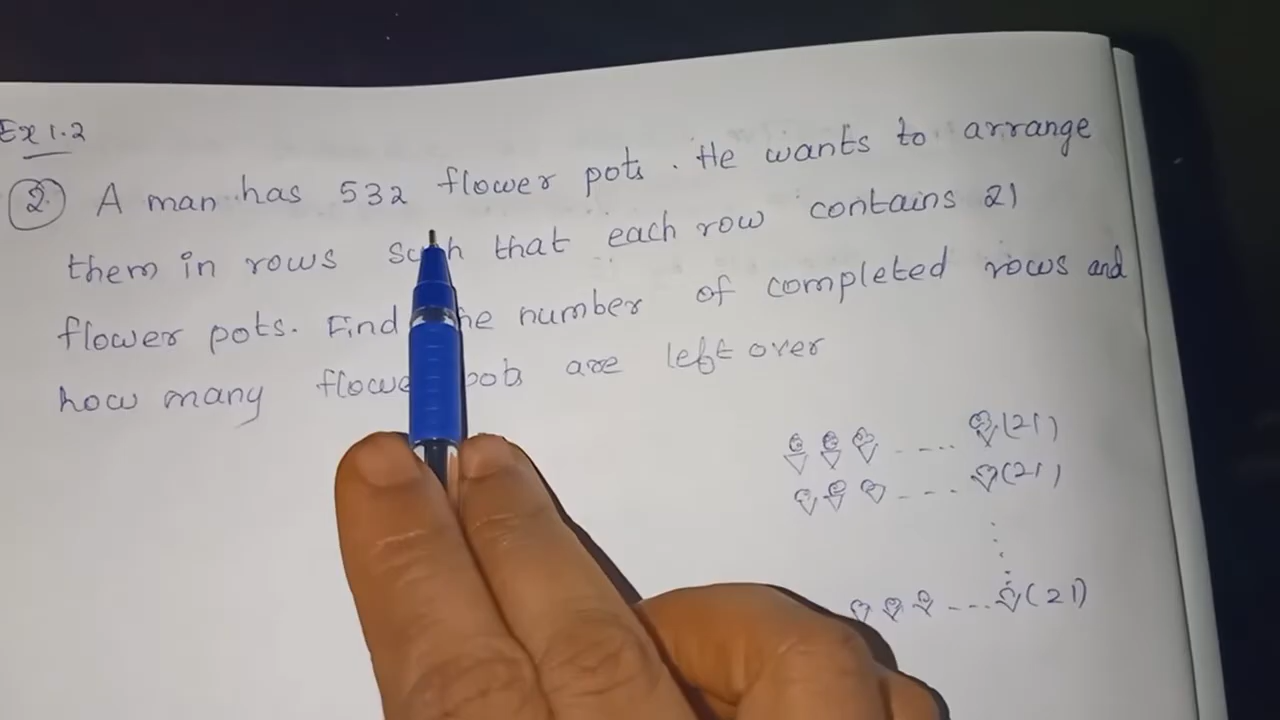 Ex 1.2
2. A man has 532 flower pots. He wants to arrange
them in rows such that each row contains 21
flower pots. Find the number of completed rows and
how many flower pots are left over
.... (21)
... (21)
... (21)